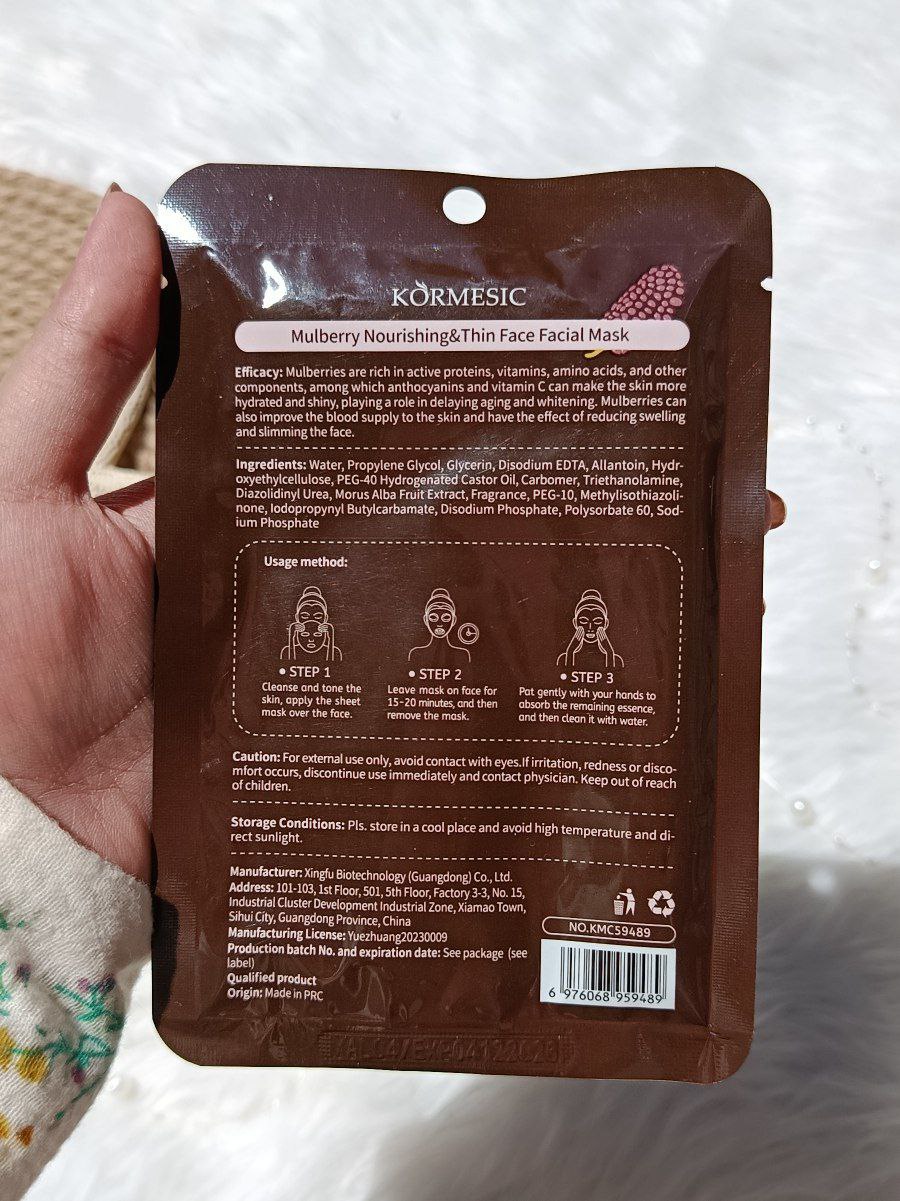 KÒRMESIC
Mulberry Nourishing&Thin Face Facial Mask
Efficacy: Mulberries are rich in active proteins, vitamins, amino acids, and other
components, among which anthocyanins and vitamin C can make the skin more
hydrated and shiny, playing a role in delaying aging and whitening. Mulberries can
also improve the blood supply to the skin and have the effect of reducing swelling
and slimming the face.
Ingredients: Water, Propylene Glycol, Glycerin, Disodium EDTA, Allantoin, Hydr-
oxyethylcellulose, PEG-40 Hydrogenated Castor Oil, Carbomer, Triethanolamine,
Diazolidinyl Urea, Morus Alba Fruit Extract, Fragrance, PEG-10, Methylisothiazoli-
none, Iodopropynyl Butylcarbamate, Disodium Phosphate, Polysorbate 60, Sod-
ium Phosphate
Usage method:
• STEP 1
Cleanse and tone the
skin, apply the sheet
mask over the face.
• STEP 2
Leave mask on face for
15-20 minutes, and then
remove the mask.
• STEP 3
Pat gently with your hands to
absorb the remaining essence,
and then clean it with water.
Caution: For external use only, avoid contact with eyes.If irritation, redness or disco-
mfort occurs, discontinue use immediately and contact physician. Keep out of reach
of children.
Storage Conditions: Pls. store in a cool place and avoid high temperature and di-
rect sunlight.
Manufacturer: Xingfu Biotechnology (Guangdong) Co., Ltd.
Address: 101-103, 1st Floor, 501, 5th Floor, Factory 3-3, No. 15,
Industrial Cluster Development Industrial Zone, Xiamao Town,
Sihui City, Guangdong Province, China
Manufacturing License: Yuezhuang20230009
Production batch No. and expiration date: See package (see
label)
Qualified product
Origin: Made in PRC
NO.KMC59489
6 976068 959489